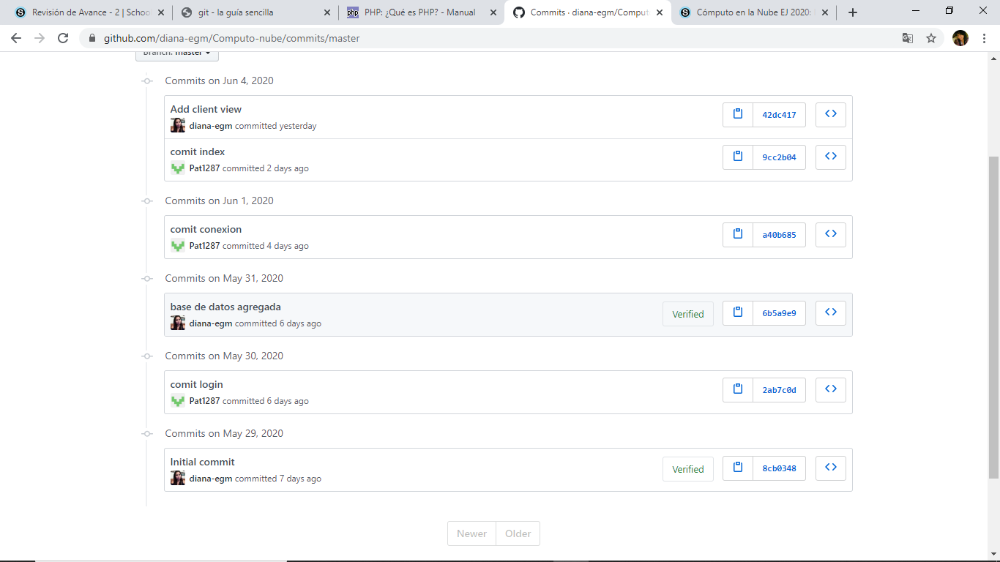 Revisión de Avance - 2 | Schoo
git - la guía sencilla
PHP: ¿Qué es PHP? - Manual
Commits · diana-egm/Comput
Cómputo en la Nube EJ 2020:
github.com/diana-egm/Computo-nube/commits/master
Branch: master
Commits on Jun 4, 2020
Add client view
diana-egm committed yesterday
42dc417
comit index
Pat1287 committed 2 days ago
9cc2b04
Commits on Jun 1, 2020
comit conexion
Pat1287 committed 4 days ago
a40b685
Commits on May 31, 2020
base de datos agregada
diana-egm committed 6 days ago
Verified
6b5a9e9
Commits on May 30, 2020
comit login
Pat1287 committed 6 days ago
2ab7c0d
Commits on May 29, 2020
Initial commit
diana-egm committed 7 days ago
Verified
8cb0348
Newer Older